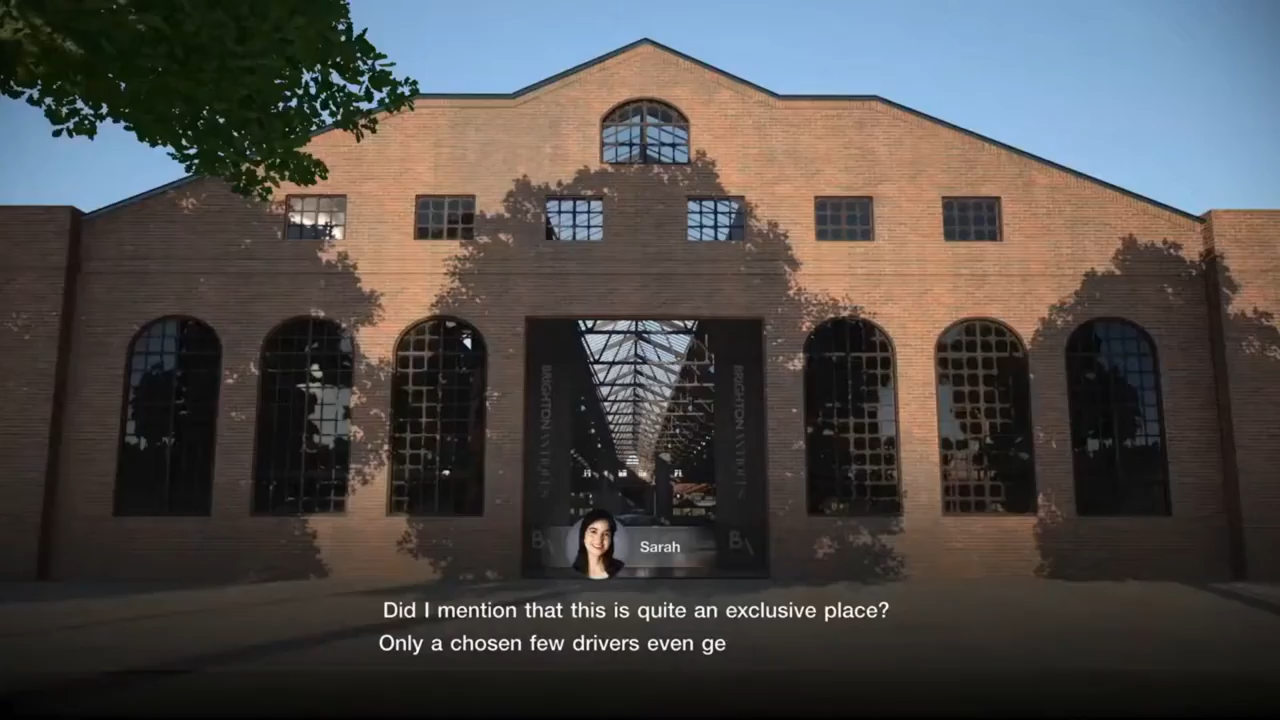 Sarah
Did I mention that this is quite an exclusive place?
Only a chosen few drivers even ge